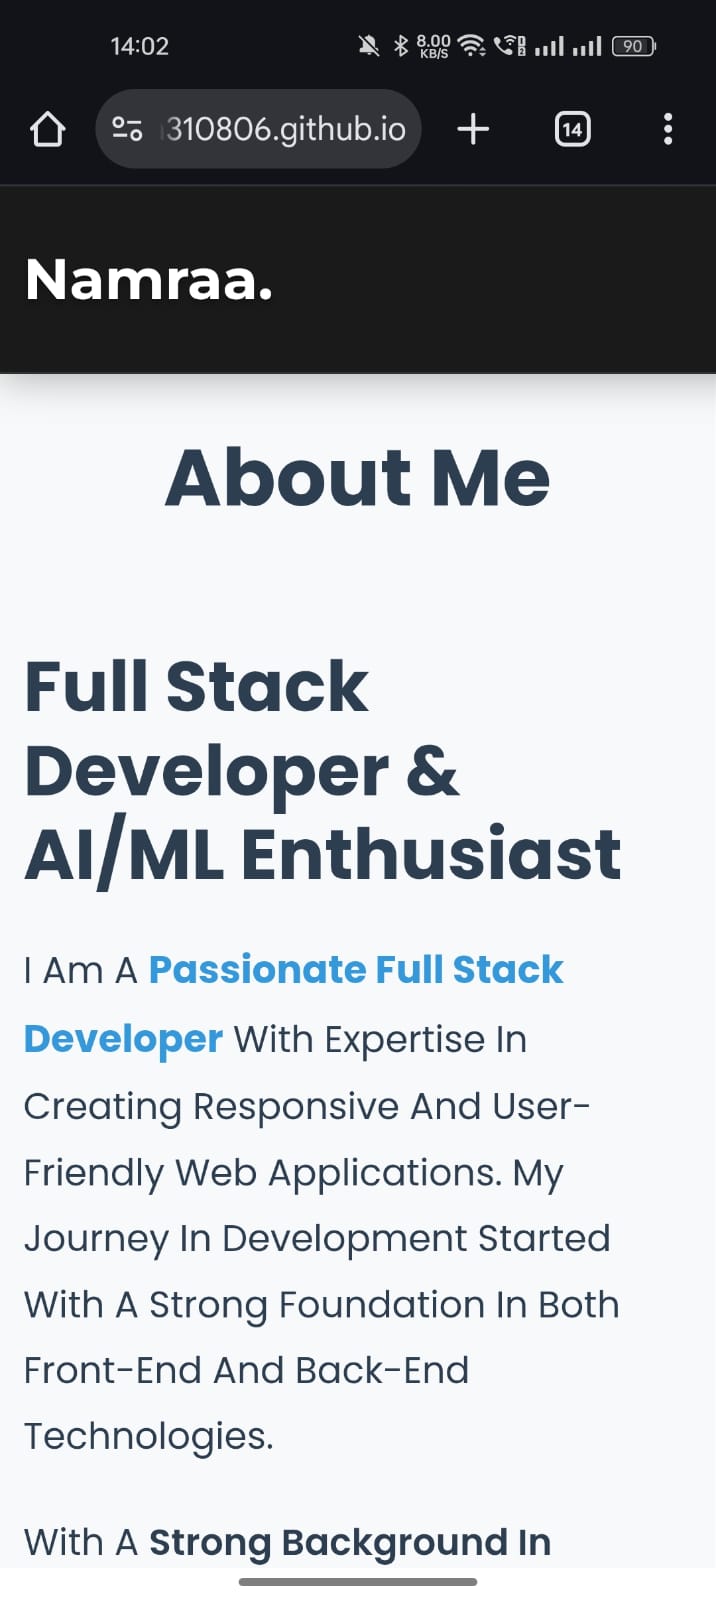 14:02
8.00
KB/S
90
310806.github.io
14
Namraa.
About Me
Full Stack
Developer &
AI/ML Enthusiast
I Am A Passionate Full Stack
Developer With Expertise In
Creating Responsive And User-
Friendly Web Applications. My
Journey In Development Started
With A Strong Foundation In Both
Front-End And Back-End
Technologies.
With A Strong Background In